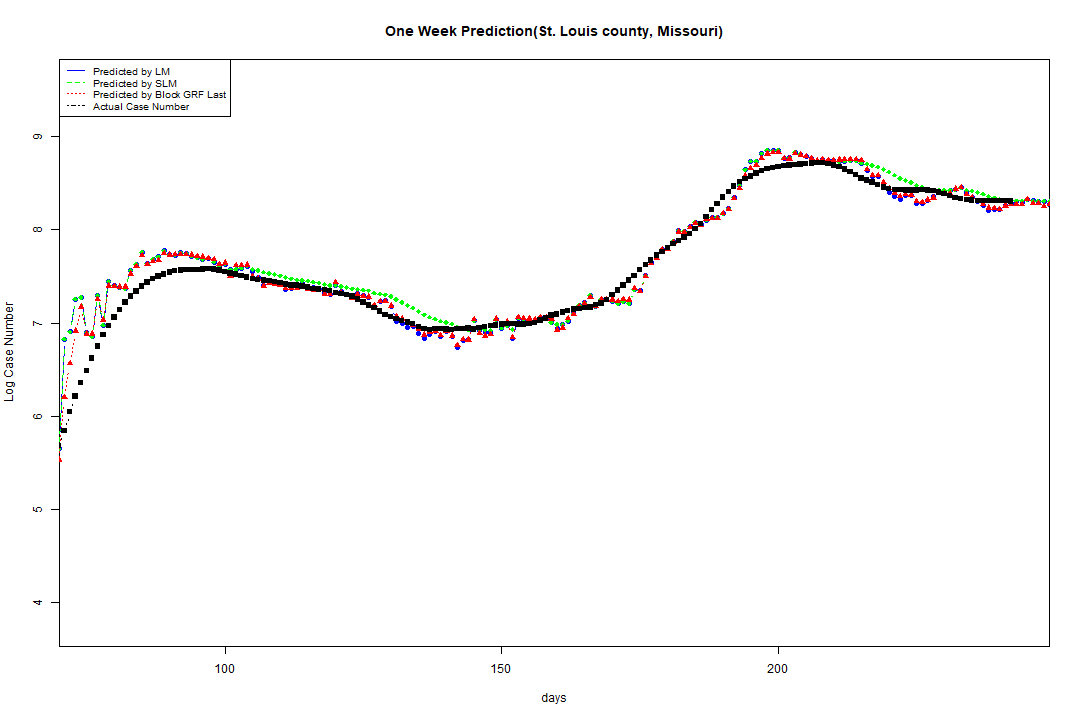 One Week Prediction(St. Louis county, Missouri)
Predicted by LM
Predicted by SLM
Predicted by Block GRF Last
Actual Case Number
Log Case Number
9
8
7
6
5
4
100 150 200
days